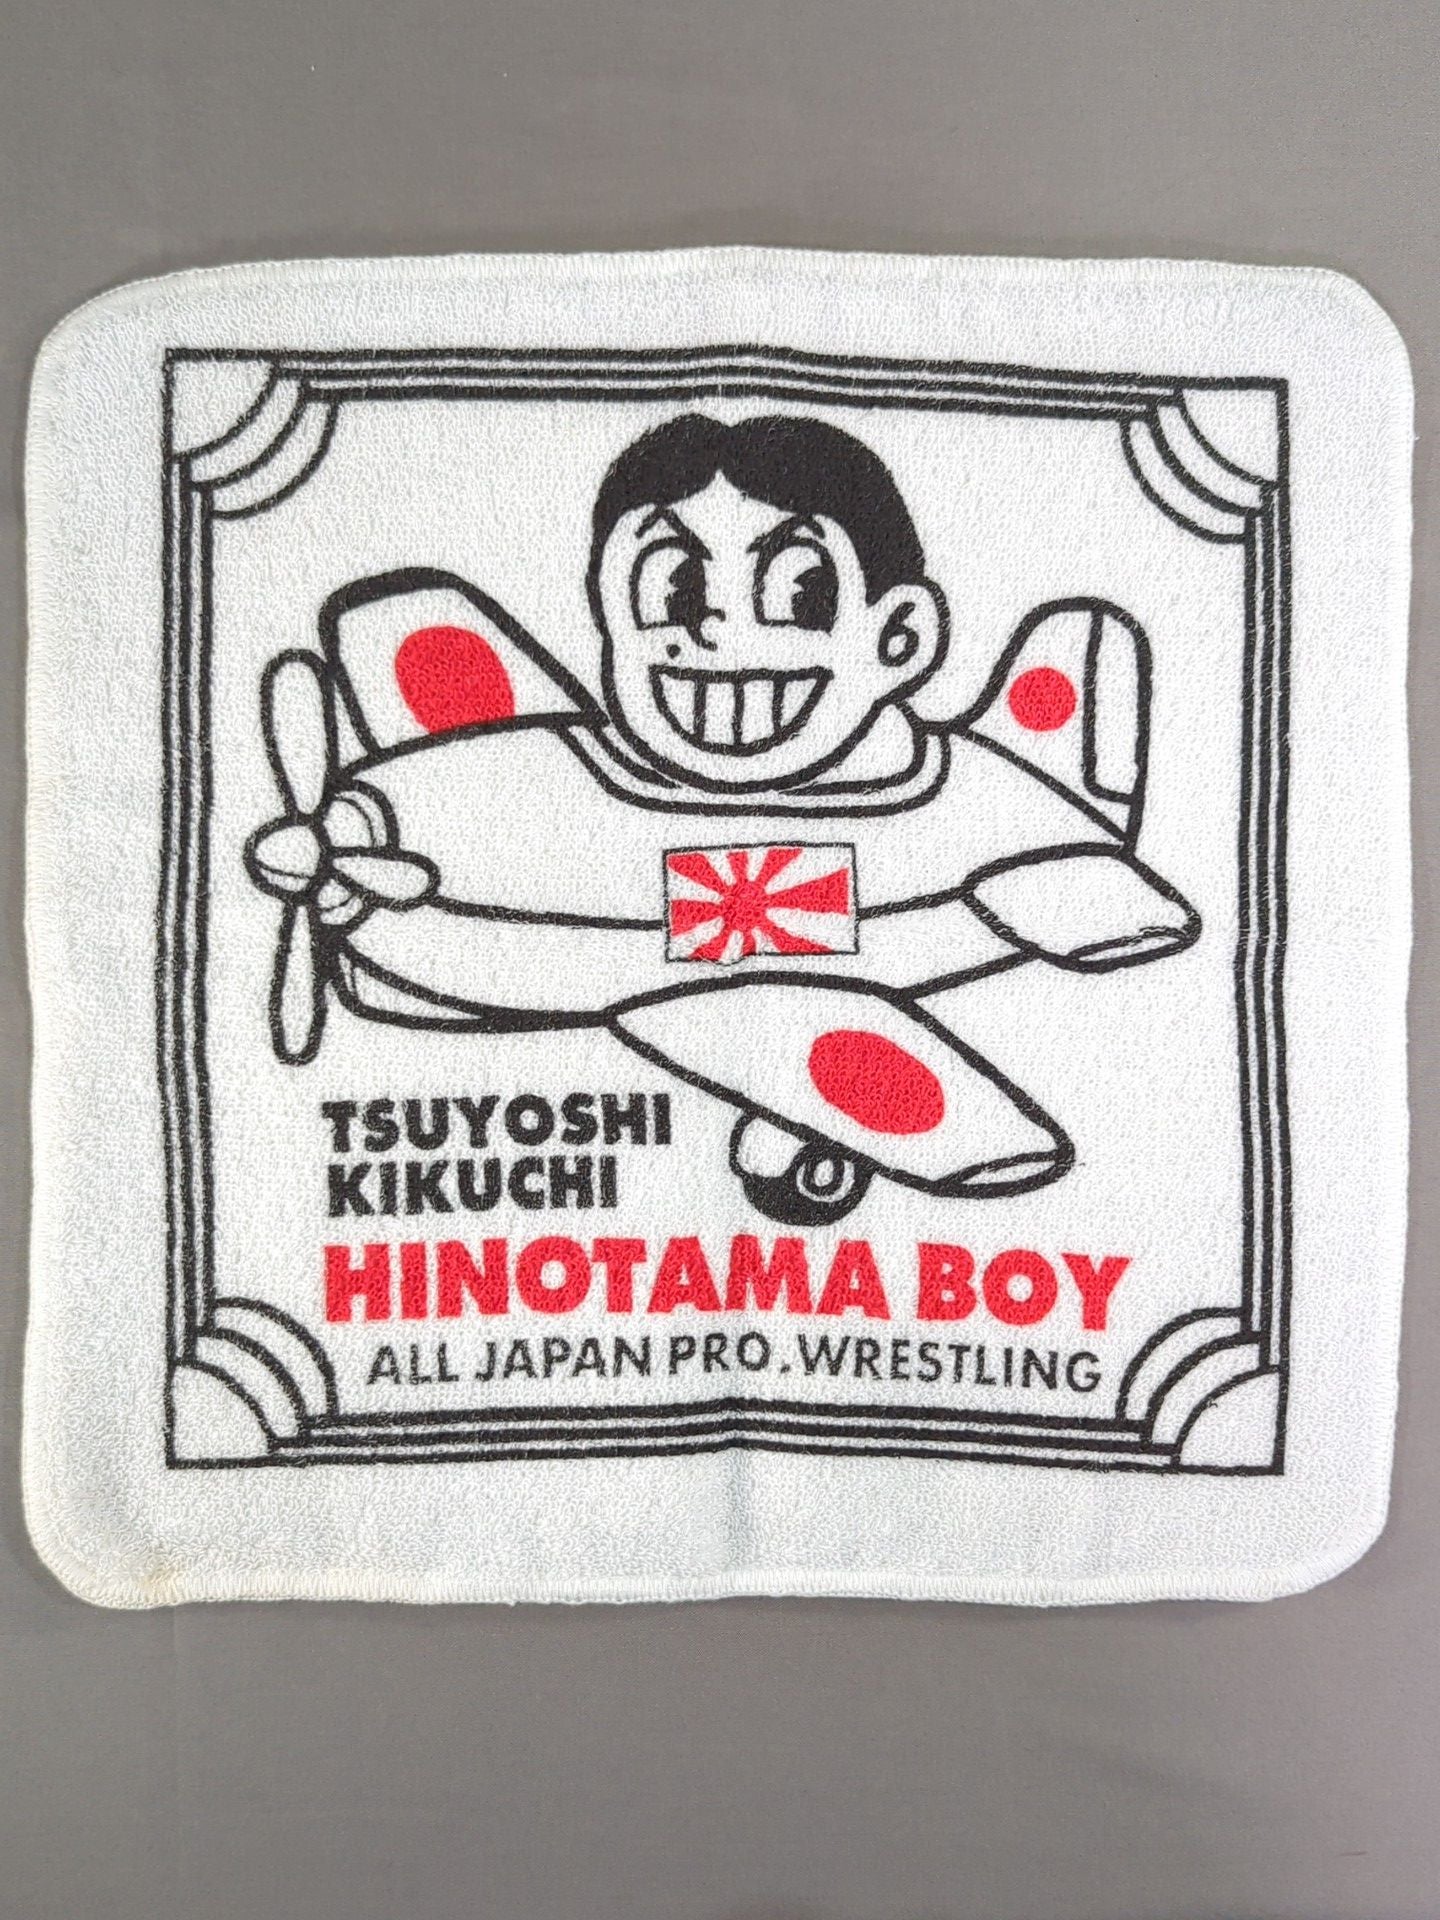 TSUYOSHI
KIKUCHI
HINOTAMA BOY
ALL JAPAN PRO.WRESTLING